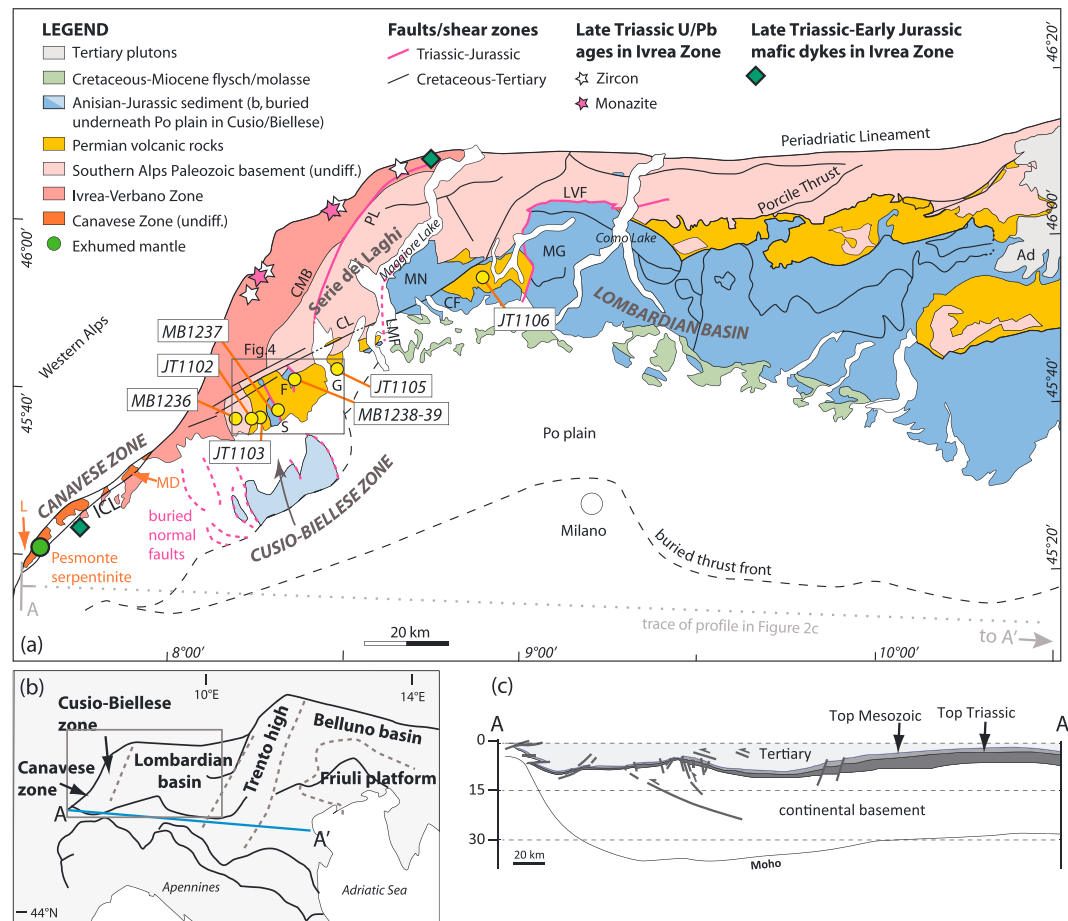 LEGEND
Tertiary plutons
Cretaceous-Miocene flysch/molasse
Anisian-Jurassic sediment (b, buried
underneath Po plain in Cusio/Biellese)
Permian volcanic rocks
Southern Alps Paleozoic basement (undiff.)
Ivrea-Verbano Zone
Canavese Zone (undiff.)
Exhumed mantle
Faults/shear zones
Triassic-Jurassic
Cretaceous-Tertiary
Late Triassic U/Pb
ages in Ivrea Zone
Zircon
Monazite
Late Triassic-Early Jurassic
mafic dykes in Ivrea Zone
46°20'
46°00'
45°40'
45°20'
46°00'
45°40'
Periadriatic Lineament
Porcile Thrust
LVF
PL
CMB
Serie dei Laghi
Maggiore Lake
Como Lake
MN
MG
CF
CL
LMF
Ad
LOMBARDIAN BASIN
Western Alps
MB1237
JT1102
MB1236
JT1103
Fig.4
F
G
S
JT1106
JT1105
MB1238-39
Po plain
Milano
CANAVESE ZONE
ICL
MD
L
Pesmonte
serpentinite
buried
normal
faults
CUSIO-BIELLESE ZONE
buried thrust front
A
trace of profile in Figure 2c
to A'
(a)
20 km
8°00'
9°00'
10°00'
(b)
10°E
14°E
Cusio-Biellese
zone
Canavese
zone
Lombardian
basin
Trento high
Belluno basin
Friuli platform
A
A'
Apennines
Adriatic Sea
44°N
(c)
A
A
Top Mesozoic
Top Triassic
0
15
30
Tertiary
continental basement
Moho
20 km